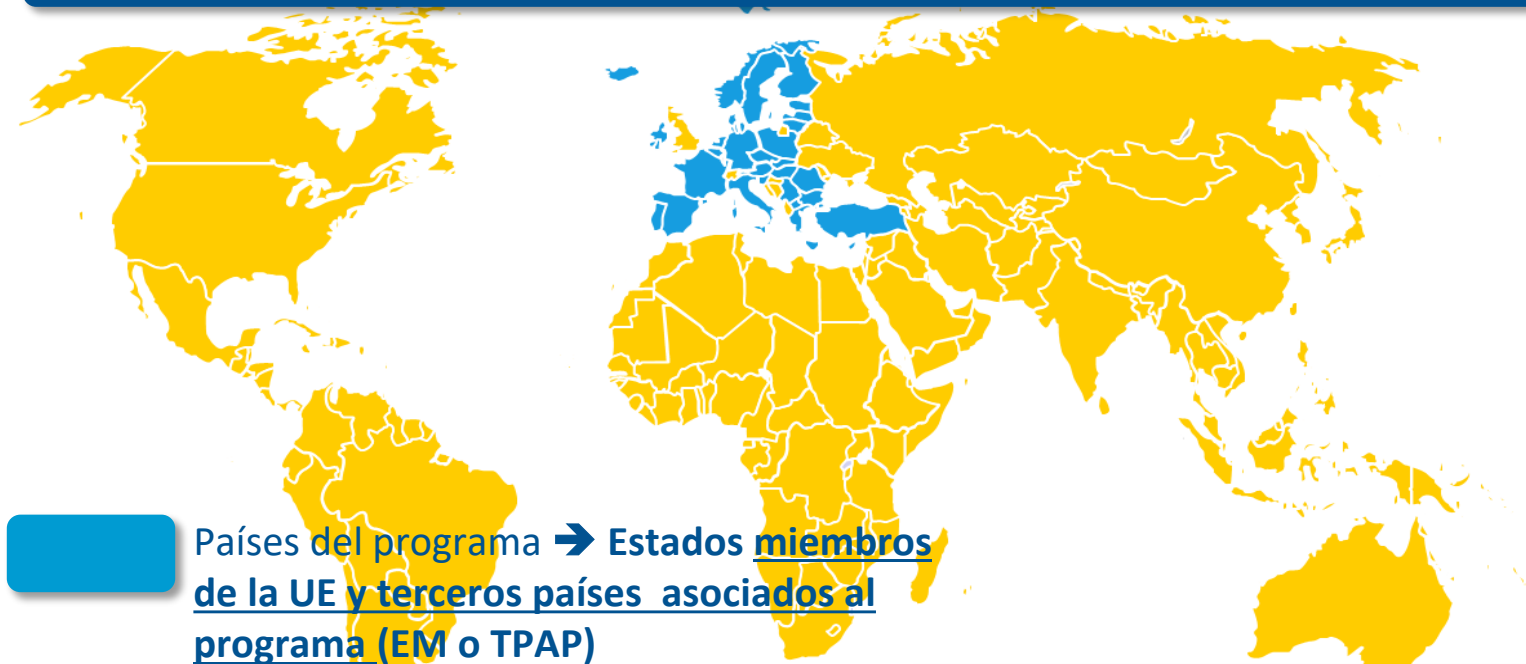 Países del programa ➔ Estados miembros
de la UE y terceros países asociados al
programa (EM o TPAP)